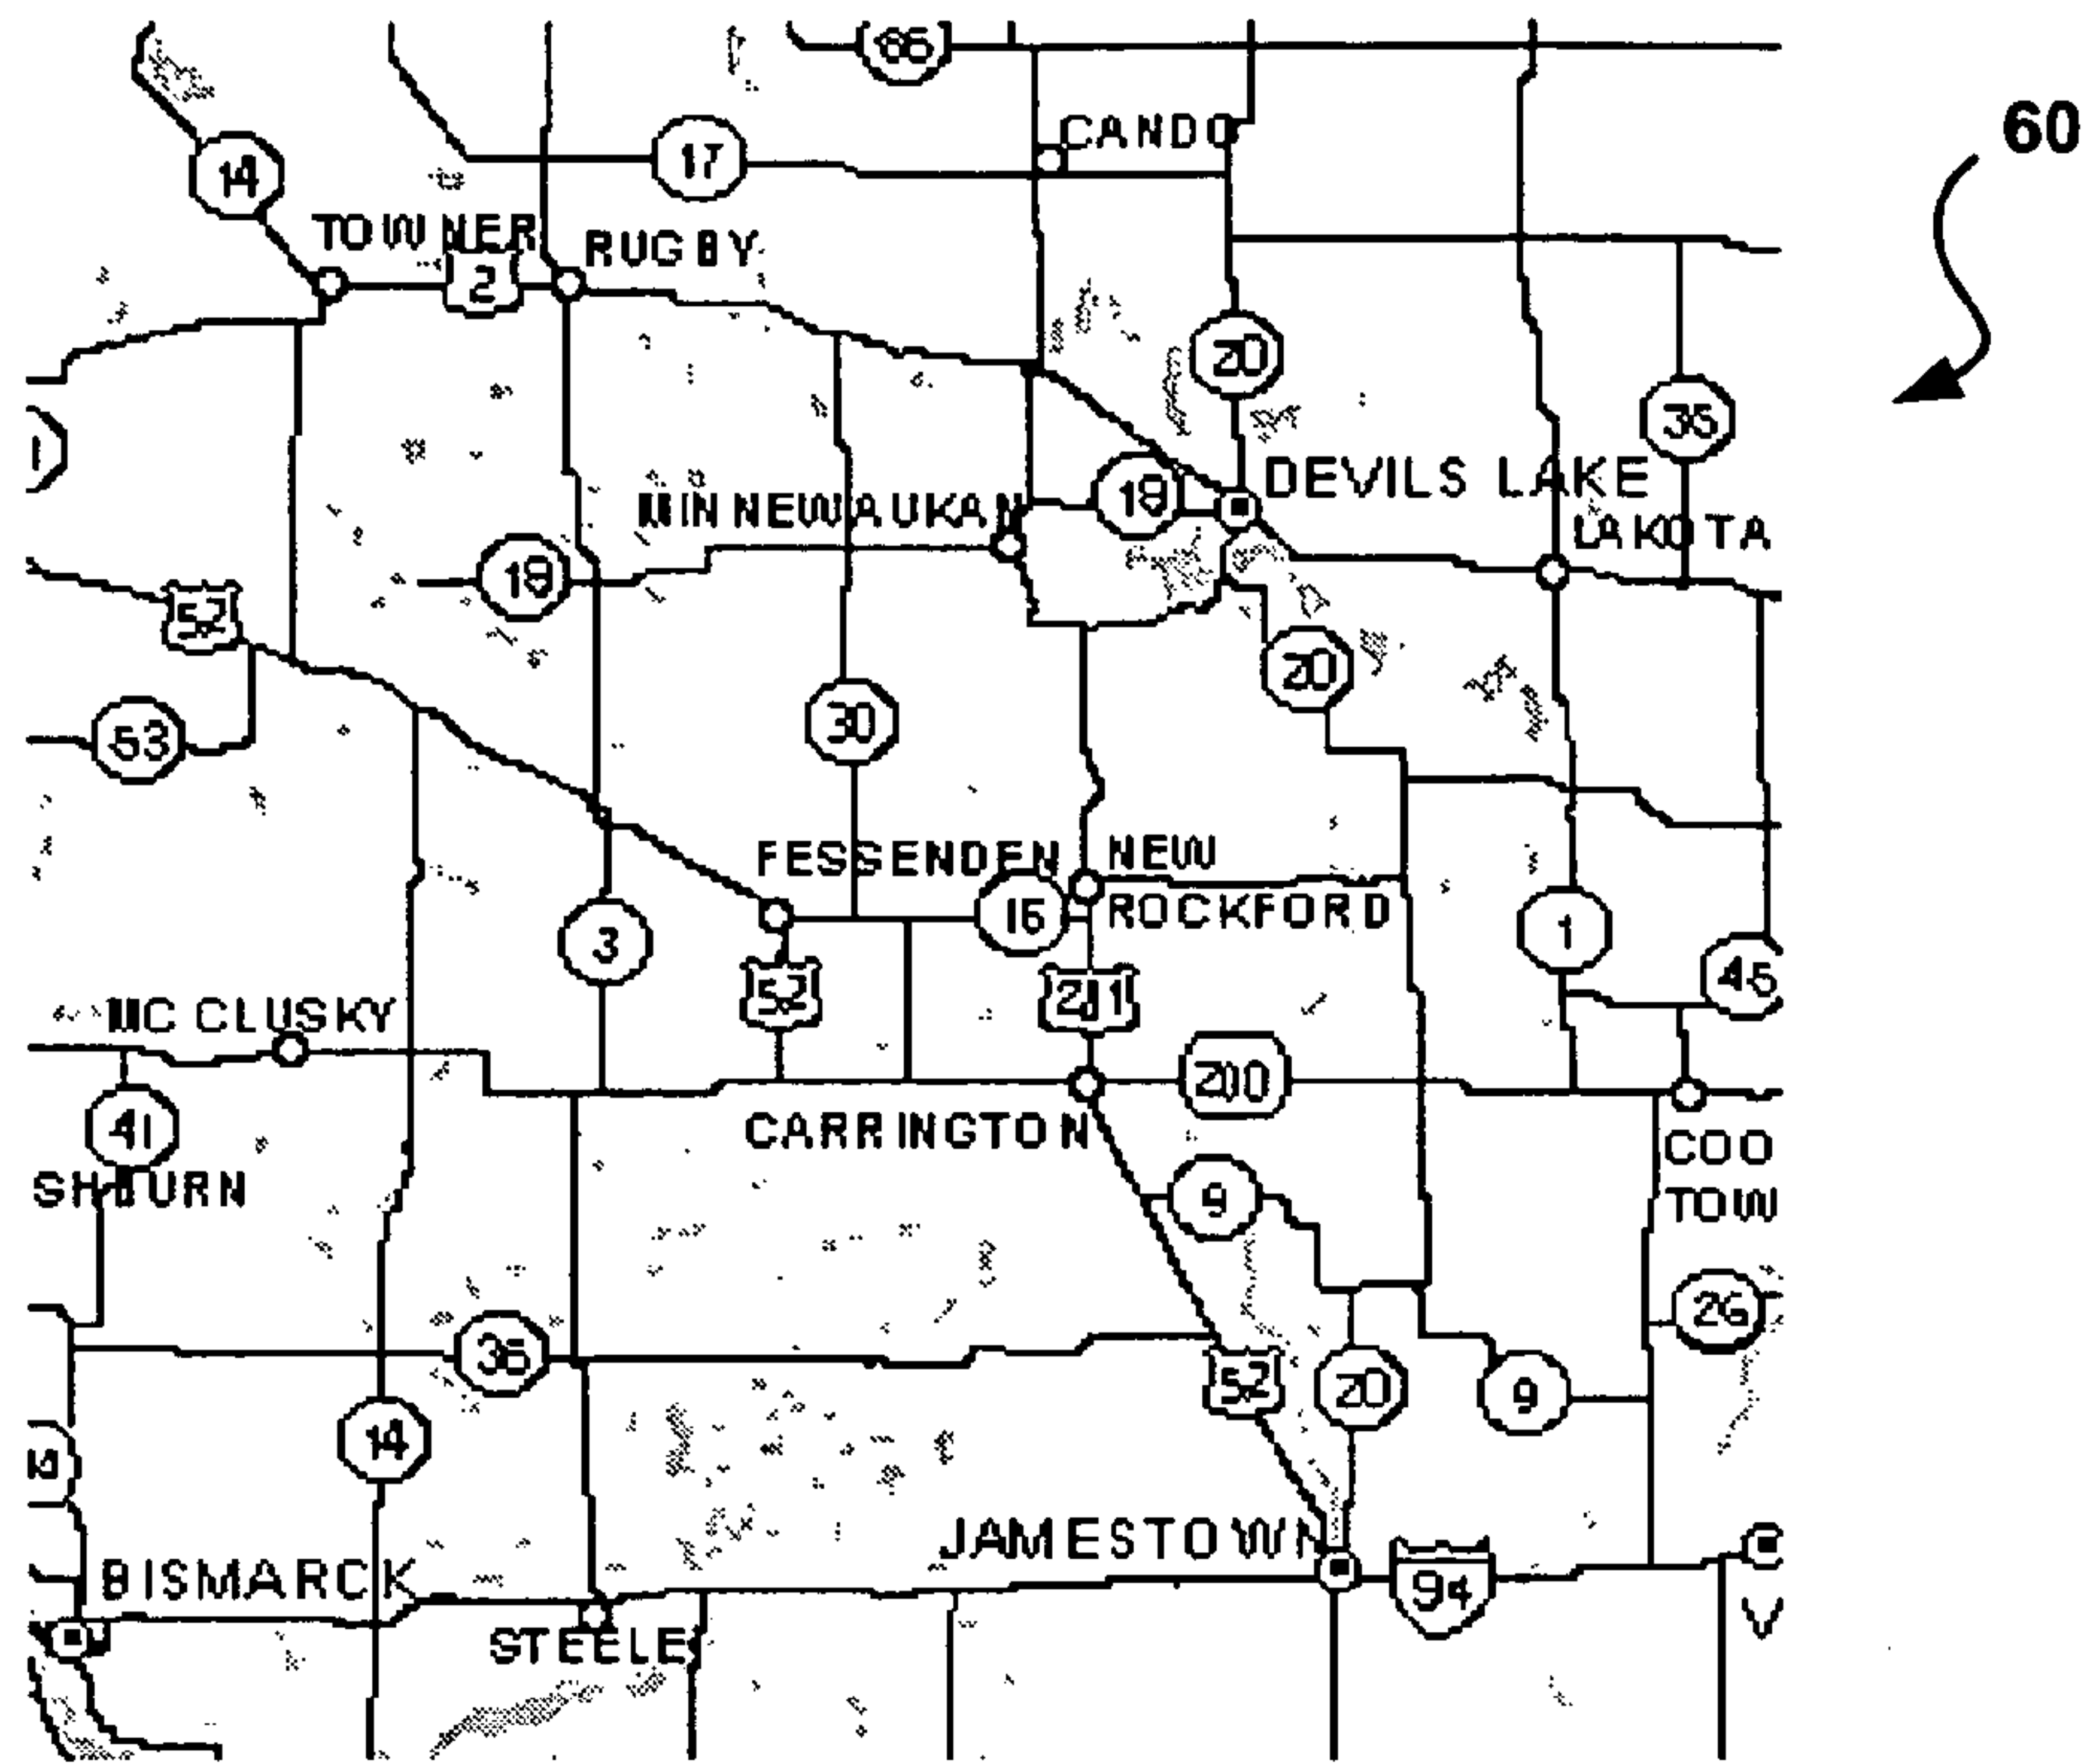 66
60
CANDO
17
14
TOWNER
RUGBY
2
20
35
DEVILS LAKE
18
MINNEWAUKAN
LAKOTA
18
52
20
30
53
FESSENDEN
NEW
ROCKFORD
15
1
3
45
52
281
MC CLUSKY
200
41
CARRINGTON
COO
SHBURN
9
TOW
26
36
52
20
9
14
JAMESTOWN
BISMARCK
94
STEELE
V